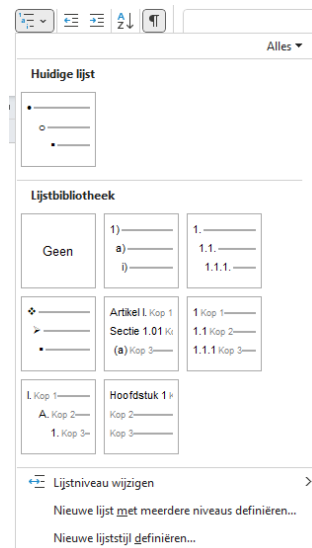 Alles
Huidige lijst
Lijstbibliotheek
Geen
1)
a)
i)
1.
1.1.
1.1.1.
Artikel I. Kop 1
Sectie 1.01
(a) Kop 3
1 Kop 1
1.1 Kop 2
1.1.1 Kop 3
I. Kop 1
A. Kop 2
1. Kop 3
Hoofdstuk 1
Kop 2
Kop 3
Lijstniveau wijzigen
Nieuwe lijst met meerdere niveaus definiëren...
Nieuwe lijststijl definiëren...